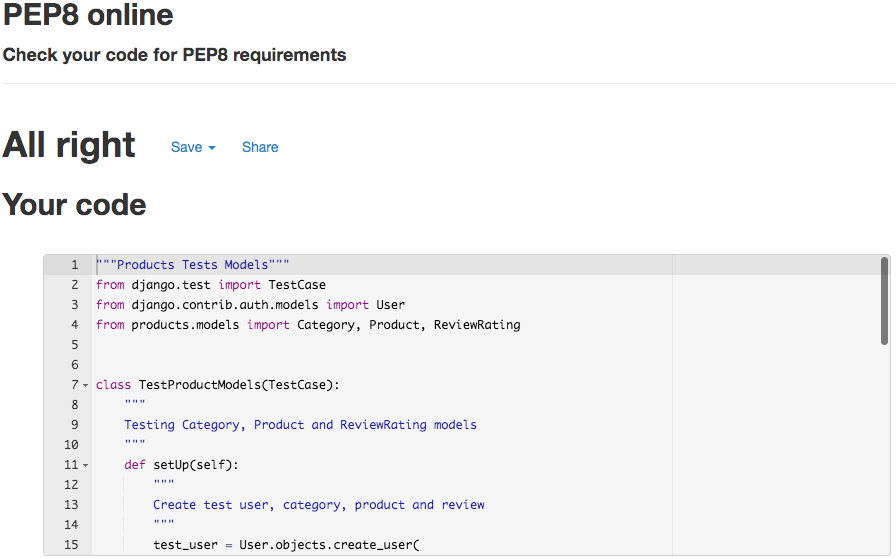 PEP8 online
Check your code for PEP8 requirements
All right Save Share
Your code
1 """Products Tests Models"""
2 from django.test import TestCase
3 from django.contrib.auth.models import User
4 from products.models import Category, Product, ReviewRating
5
6
7 class TestProductModels(TestCase):
8     """
9     Testing Category, Product and ReviewRating models
10     """
11     def setUp(self):
12         """
13         Create test user, category, product and review
14         """
15         test_user = User.objects.create_user(